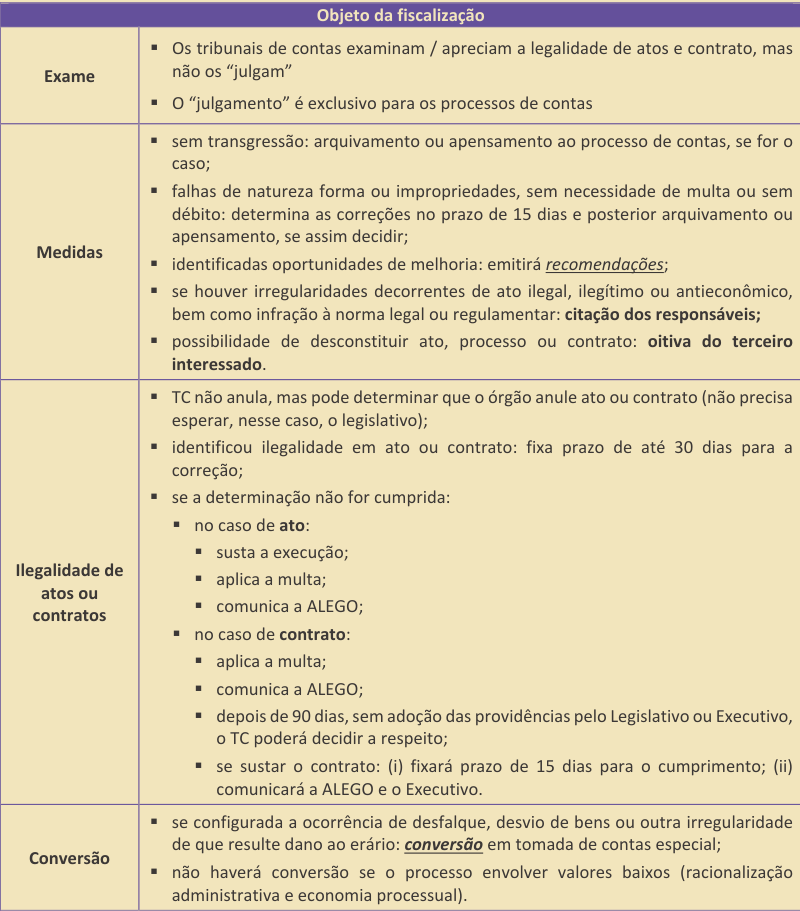 Objeto da fiscalização
Exame
▪ Os tribunais de contas examinam / apreciam a legalidade de atos e contrato, mas
não os “julgam”
▪ O “julgamento” é exclusivo para os processos de contas
Medidas
▪ sem transgressão: arquivamento ou apensamento ao processo de contas, se for o
caso;
▪ falhas de natureza forma ou impropriedades, sem necessidade de multa ou sem
débito: determina as correções no prazo de 15 dias e posterior arquivamento ou
apensamento, se assim decidir;
▪ identificadas oportunidades de melhoria: emitirá recomendações;
▪ se houver irregularidades decorrentes de ato ilegal, ilegítimo ou antieconômico,
bem como infração à norma legal ou regulamentar: citação dos responsáveis;
▪ possibilidade de desconstituir ato, processo ou contrato: oitiva do terceiro
interessado.
Ilegalidade de
atos ou
contratos
▪ TC não anula, mas pode determinar que o órgão anule ato ou contrato (não precisa
esperar, nesse caso, o legislativo);
▪ identificou ilegalidade em ato ou contrato: fixa prazo de até 30 dias para a
correção;
▪ se a determinação não for cumprida:
▪ no caso de ato:
▪ susta a execução;
▪ aplica a multa;
▪ comunica a ALEGO;
▪ no caso de contrato:
▪ aplica a multa;
▪ comunica a ALEGO;
▪ depois de 90 dias, sem adoção das providências pelo Legislativo ou Executivo,
o TC poderá decidir a respeito;
▪ se sustar o contrato: (i) fixará prazo de 15 dias para o cumprimento; (ii)
comunicará a ALEGO e o Executivo.
Conversão
▪ se configurada a ocorrência de desfalque, desvio de bens ou outra irregularidade
de que resulte dano ao erário: conversão em tomada de contas especial;
▪ não haverá conversão se o processo envolver valores baixos (racionalização
administrativa e economia processual).